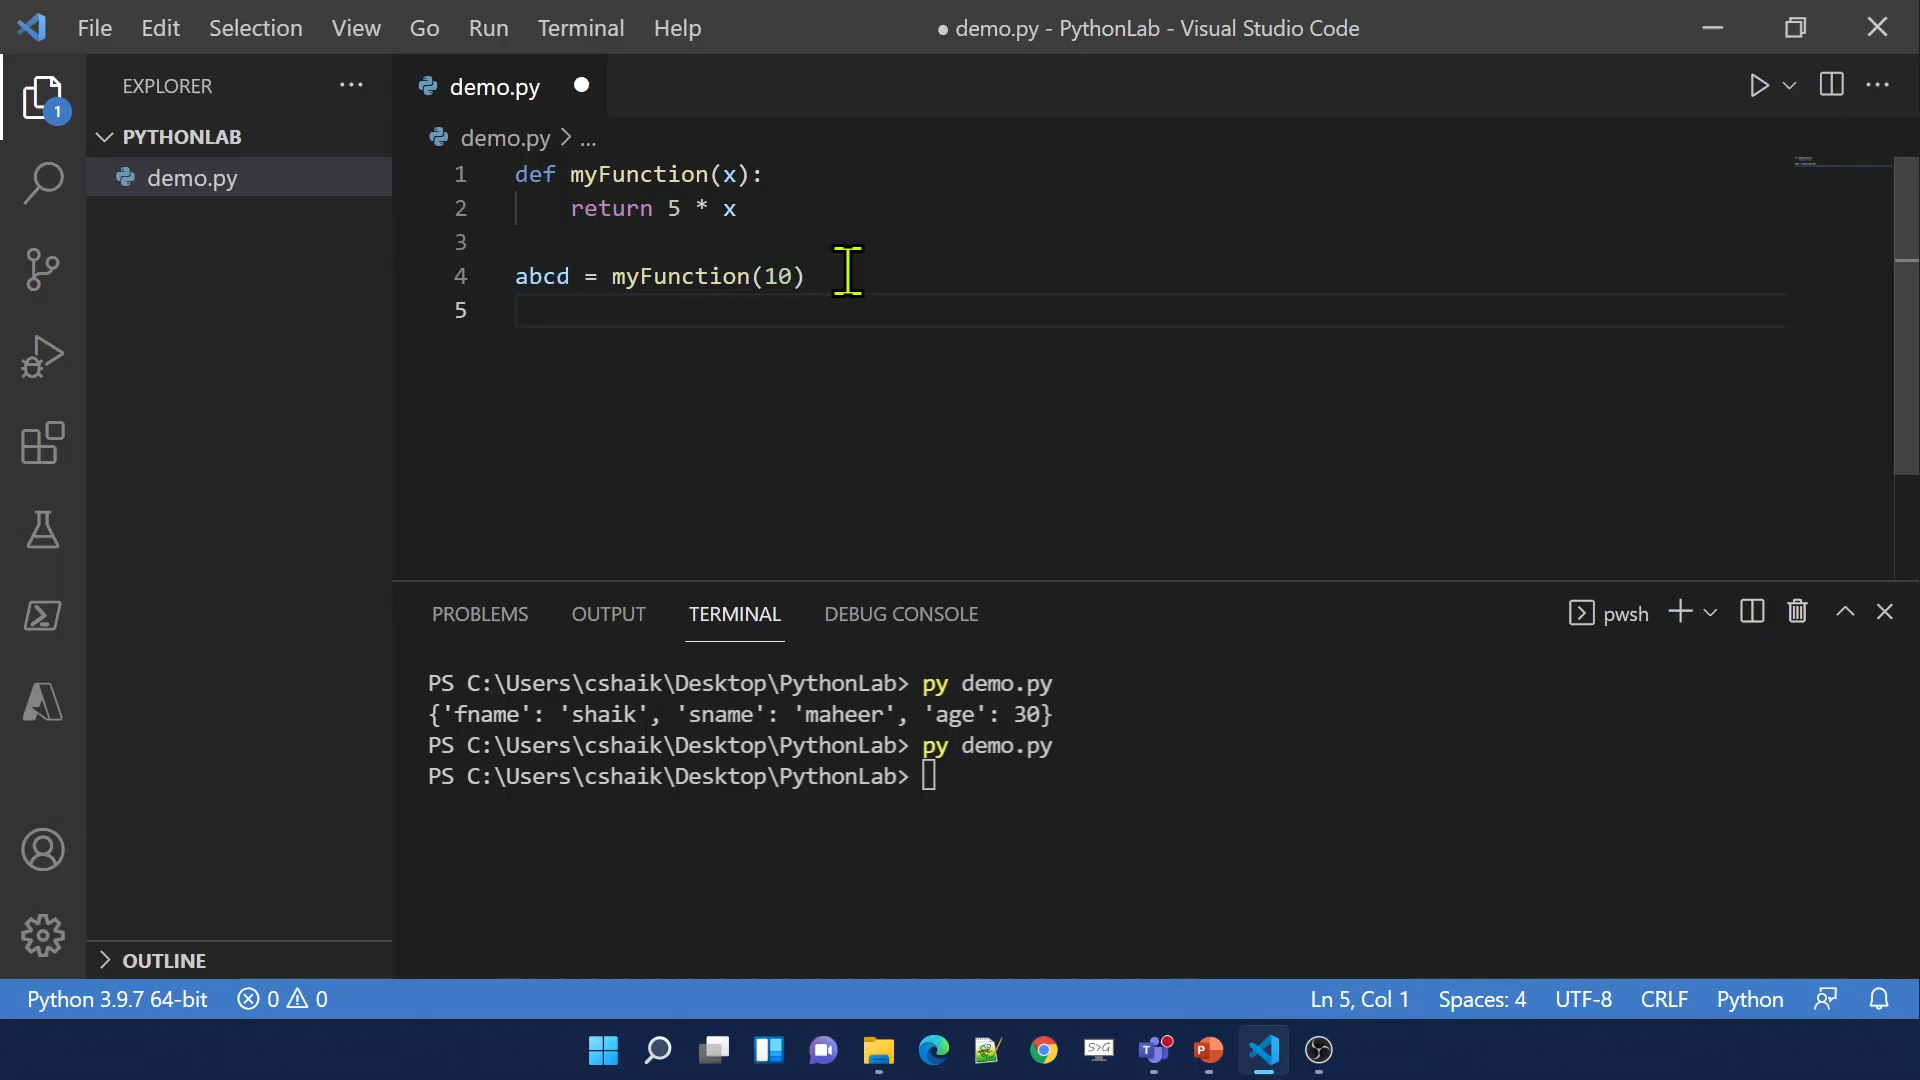 File Edit Selection View Go Run Terminal Help
● demo.py - PythonLab - Visual Studio Code
EXPLORER
demo.py
1
PYTHONLAB
demo.py > ...
demo.py
1 def myFunction(x):
2 return 5 * x
3
4 abcd = myFunction(10)
5
PROBLEMS OUTPUT TERMINAL DEBUG CONSOLE
pwsh
PS C:\Users\cshaik\Desktop\PythonLab> py demo.py
{'fname': 'shaik', 'sname': 'maheer', 'age': 30}
PS C:\Users\cshaik\Desktop\PythonLab> py demo.py
PS C:\Users\cshaik\Desktop\PythonLab>
OUTLINE
Python 3.9.7 64-bit 0 0
Ln 5, Col 1 Spaces: 4 UTF-8 CRLF Python
S>G